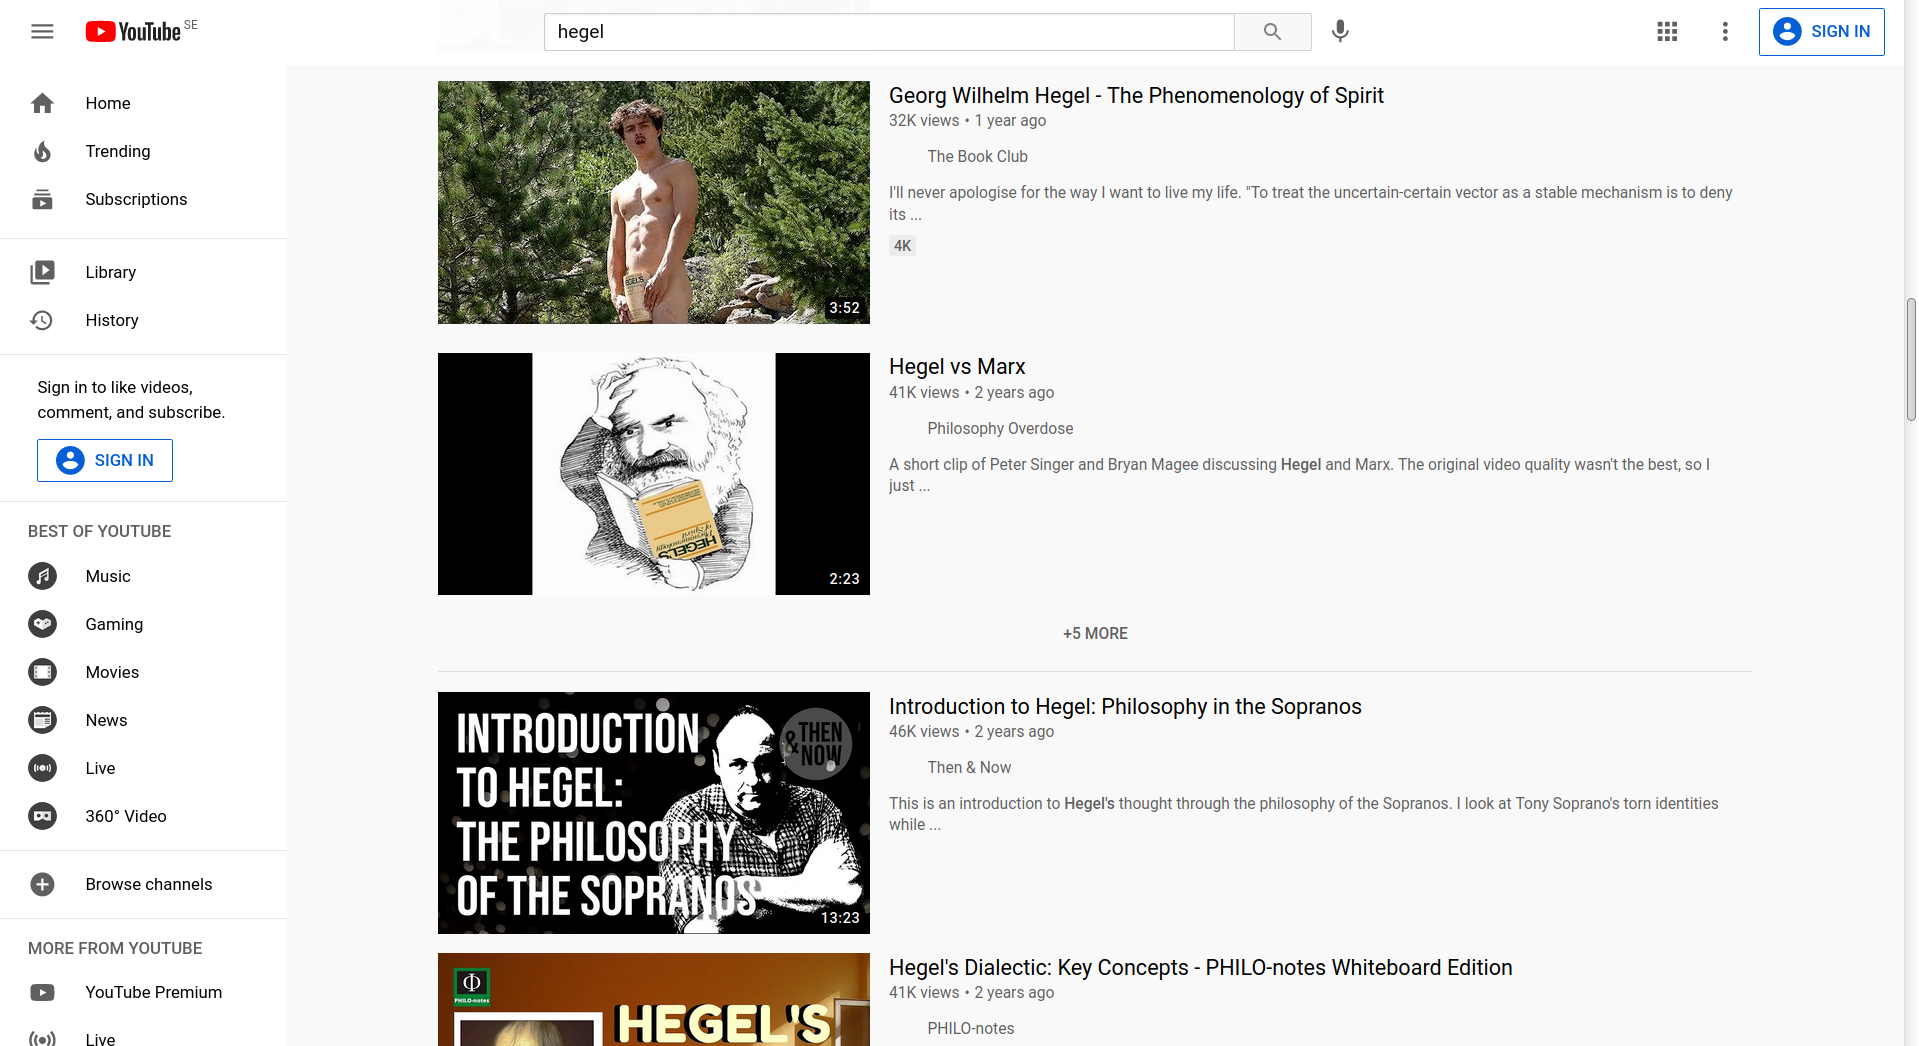 YouTube SE
hegel
SIGN IN
Home
Trending
Subscriptions
Library
History
Sign in to like videos,
comment, and subscribe.
SIGN IN
BEST OF YOUTUBE
Music
Gaming
Movies
News
Live
360° Video
Browse channels
MORE FROM YOUTUBE
YouTube Premium
Live
HEGEL'S
3:52
Georg Wilhelm Hegel - The Phenomenology of Spirit
32K views • 1 year ago
The Book Club
I'll never apologise for the way I want to live my life. "To treat the uncertain-certain vector as a stable mechanism is to deny
its ...
4K
HEGEL'S
Phenomenology
of Spirit
2:23
Hegel vs Marx
41K views • 2 years ago
Philosophy Overdose
A short clip of Peter Singer and Bryan Magee discussing Hegel and Marx. The original video quality wasn't the best, so I
just ...
+5 MORE
INTRODUCTION
TO HEGEL:
THE PHILOSOPHY
OF THE SOPRANOS
THEN
& NOW
13:23
Introduction to Hegel: Philosophy in the Sopranos
46K views • 2 years ago
Then & Now
This is an introduction to Hegel's thought through the philosophy of the Sopranos. I look at Tony Soprano's torn identities
while ...
Φ
PHILO-notes
HEGEL'S
Hegel's Dialectic: Key Concepts - PHILO-notes Whiteboard Edition
41K views • 2 years ago
PHILO-notes